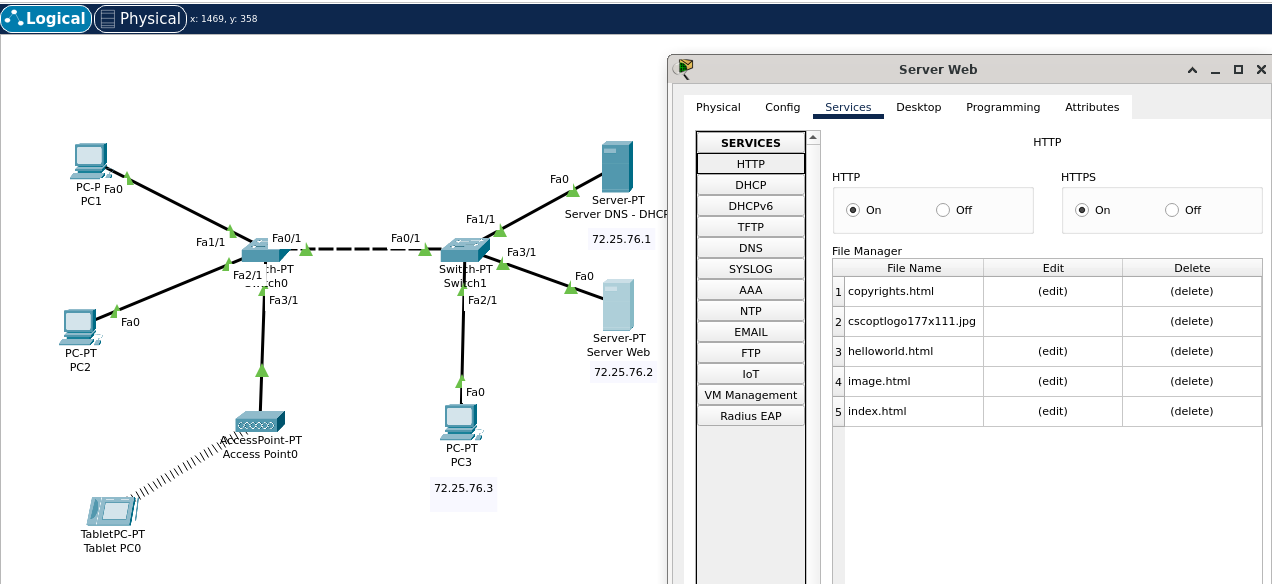 Logical
Physical
x: 1469, y: 358
PC-P
PC1
Fa0
Fa1/1
Fa0/1
Fa2/1
ch-PT
ch0
Fa3/1
Fa0
PC-PT
PC2
AccessPoint-PT
Access Point0
TabletPC-PT
Tablet PC0
Fa0/1
Fa1/1
Fa3/1
Switch-PT
Switch1
Fa2/1
Fa0
PC-PT
PC3
72.25.76.3
Fa0
Server-PT
Server DNS - DHCP
72.25.76.1
Fa0
Server-PT
Server Web
72.25.76.2
Server Web
Physical
Config
Services
Desktop
Programming
Attributes
SERVICES
HTTP
DHCP
DHCPv6
TFTP
DNS
SYSLOG
AAA
NTP
EMAIL
FTP
IoT
VM Management
Radius EAP
HTTP
HTTP
On Off
HTTPS
On Off
File Manager
File Name Edit Delete
1 copyrights.html (edit) (delete)
2 cscoptlogo177x111.jpg (delete)
3 helloworld.html (edit) (delete)
4 image.html (edit) (delete)
5 index.html (edit) (delete)